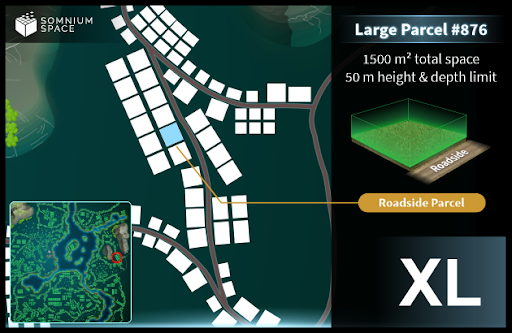 SOMNIUM
SPACE
Large Parcel #876
1500 m² total space
50 m height & depth limit
Roadside
Roadside Parcel
XL